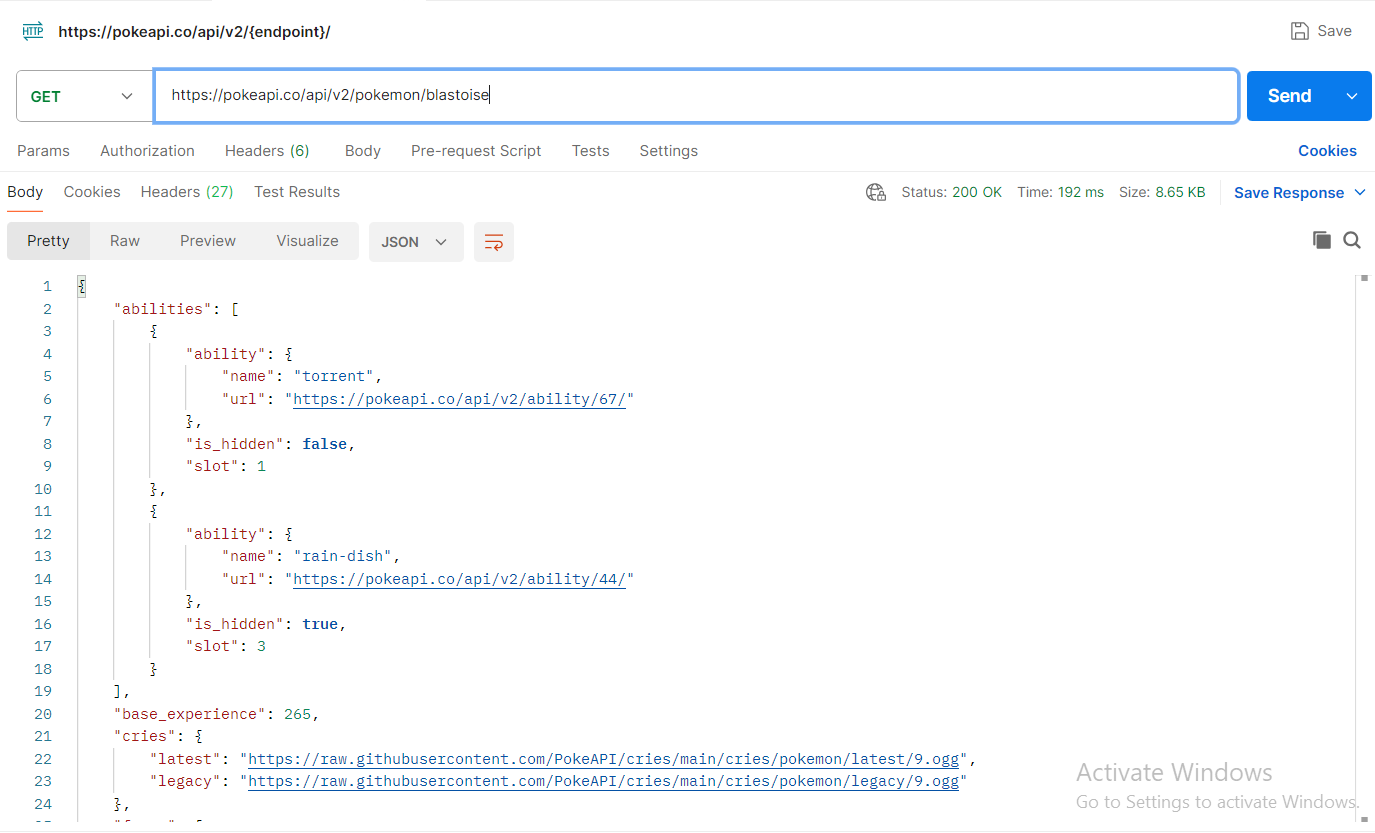 HTTP https://pokeapi.co/api/v2/{endpoint}/ Save
GET https://pokeapi.co/api/v2/pokemon/blastoise Send
Params Authorization Headers (6) Body Pre-request Script Tests Settings Cookies
Body Cookies Headers (27) Test Results Status: 200 OK Time: 192 ms Size: 8.65 KB Save Response
Pretty Raw Preview Visualize JSON
1 {
2 "abilities": [
3 {
4 "ability": {
5 "name": "torrent",
6 "url": "https://pokeapi.co/api/v2/ability/67/"
7 },
8 "is_hidden": false,
9 "slot": 1
10 },
11 {
12 "ability": {
13 "name": "rain-dish",
14 "url": "https://pokeapi.co/api/v2/ability/44/"
15 },
16 "is_hidden": true,
17 "slot": 3
18 }
19 ],
20 "base_experience": 265,
21 "cries": {
22 "latest": "https://raw.githubusercontent.com/PokeAPI/cries/main/cries/pokemon/latest/9.ogg",
23 "legacy": "https://raw.githubusercontent.com/PokeAPI/cries/main/cries/pokemon/legacy/9.ogg"
24 },
Activate Windows
Go to Settings to activate Windows.